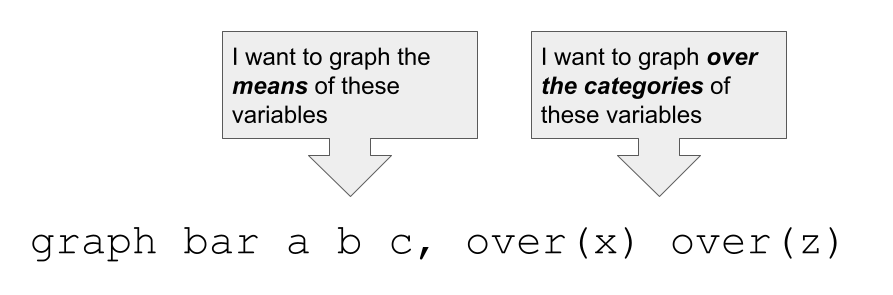 I want to graph the
means of these
variables
I want to graph over
the categories of
these variables
graph bar a b c, over(x) over(z)